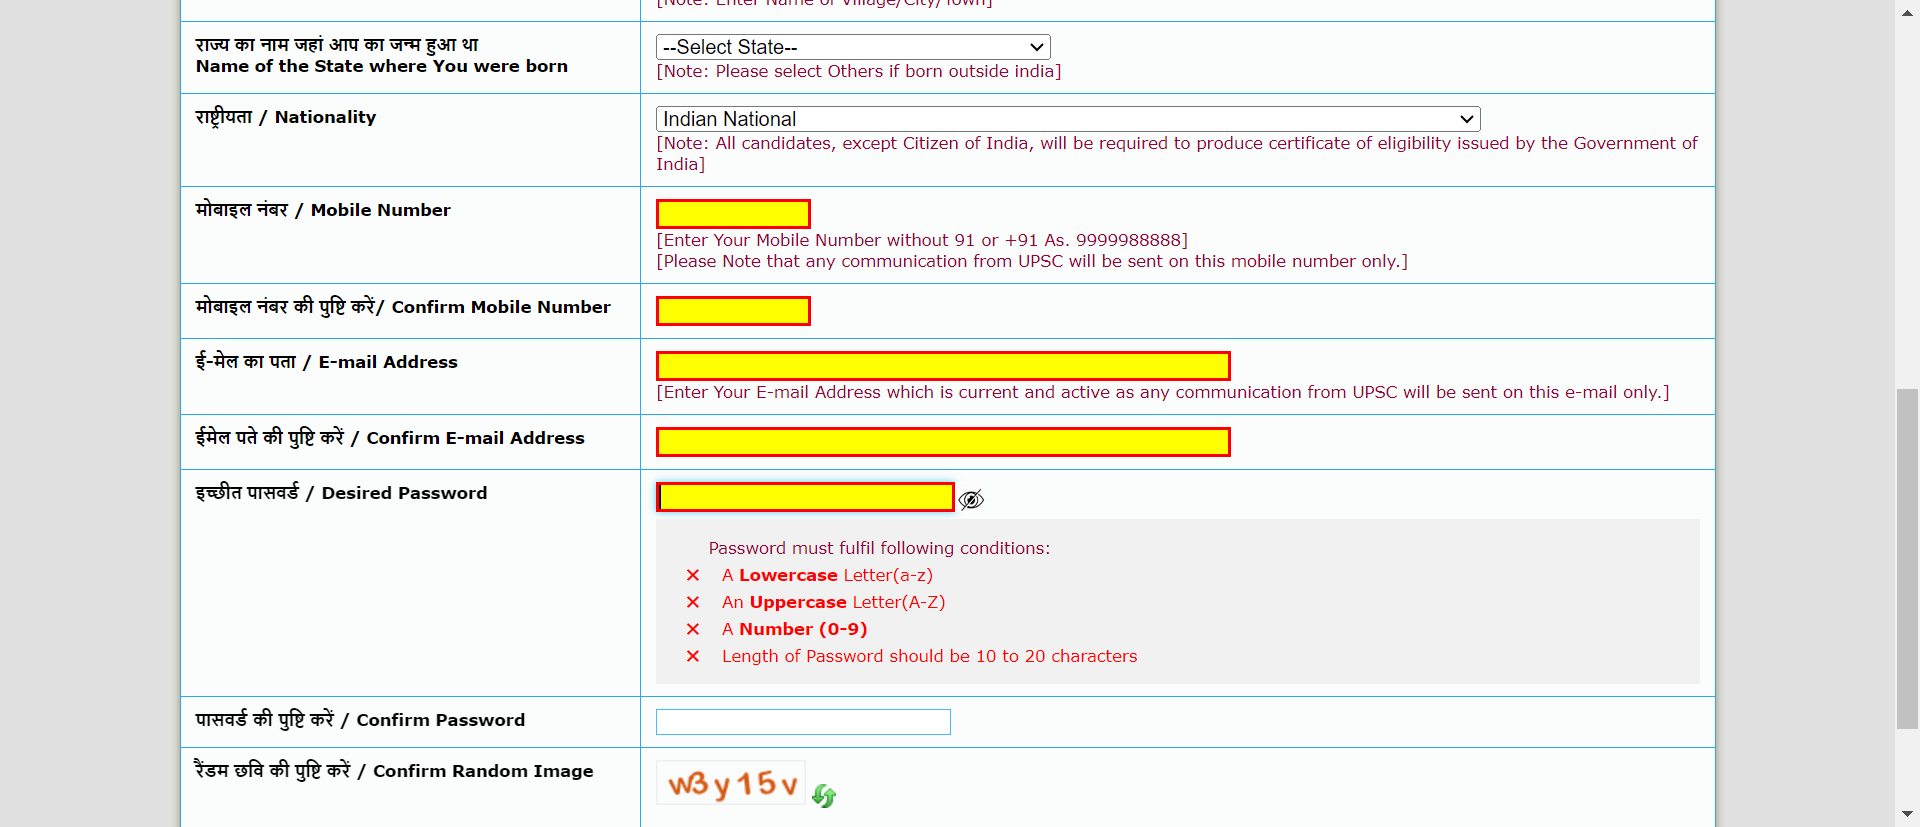 [Note: Enter Name of Village/City/Town]
राज्य का नाम जहां आप का जन्म हुआ था
Name of the State where You were born
--Select State--
[Note: Please select Others if born outside india]
राष्ट्रीयता / Nationality
Indian National
[Note: All candidates, except Citizen of India, will be required to produce certificate of eligibility issued by the Government of
India]
मोबाइल नंबर / Mobile Number
[Enter Your Mobile Number without 91 or +91 As. 9999988888]
[Please Note that any communication from UPSC will be sent on this mobile number only.]
मोबाइल नंबर की पुष्टि करें/ Confirm Mobile Number
ई-मेल का पता / E-mail Address
[Enter Your E-mail Address which is current and active as any communication from UPSC will be sent on this e-mail only.]
ईमेल पते की पुष्टि करें / Confirm E-mail Address
इच्छीत पासवर्ड / Desired Password
Password must fulfil following conditions:
✕ A Lowercase Letter(a-z)
✕ An Uppercase Letter(A-Z)
✕ A Number (0-9)
✕ Length of Password should be 10 to 20 characters
पासवर्ड की पुष्टि करें / Confirm Password
रैंडम छवि की पुष्टि करें / Confirm Random Image
w3y15v